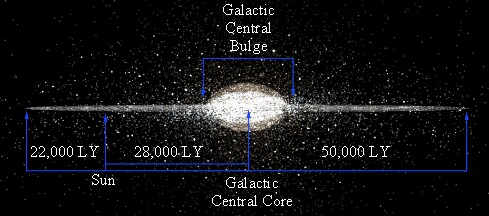 Galactic
Central
Bulge
22,000 LY
28,000 LY
50,000 LY
Sun
Galactic
Central Core